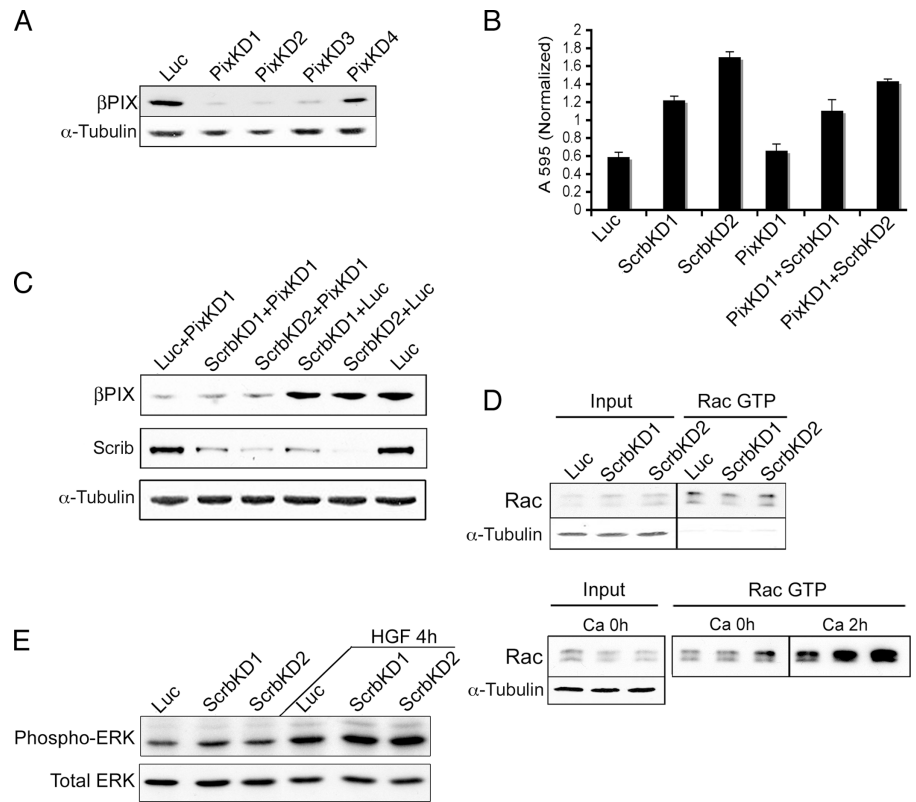 A
Luc PixKD1 PixKD2 PixKD3 PixKD4
βPIX
α-Tubulin
B
A 595 (Normalized)
2
1.8
1.6
1.4
1.2
1
0.8
0.6
0.4
0.2
0
Luc ScrbKD1 ScrbKD2 PixKD1 PixKD1+ScrbKD1 PixKD1+ScrbKD2
C
Luc+PixKD1 ScrbKD1+PixKD1 ScrbKD2+PixKD1 ScrbKD1+Luc ScrbKD2+Luc Luc
βPIX
Scrib
α-Tubulin
D
Input Rac GTP
Luc ScrbKD1 ScrbKD2 Luc ScrbKD1 ScrbKD2
Rac
α-Tubulin
Input Rac GTP
Ca 0h Ca 0h Ca 2h
Rac
α-Tubulin
E
HGF 4h
Luc ScrbKD1 ScrbKD2 Luc ScrbKD1 ScrbKD2
Phospho-ERK
Total ERK